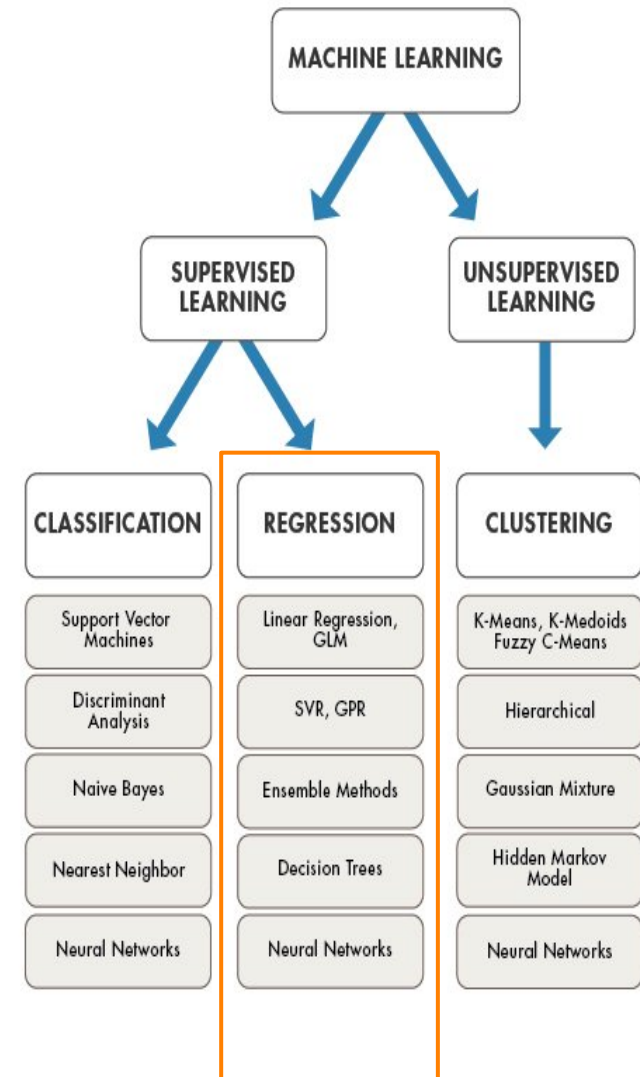 MACHINE LEARNING
SUPERVISED
LEARNING
UNSUPERVISED
LEARNING
CLASSIFICATION
Support Vector
Machines
Discriminant
Analysis
Naive Bayes
Nearest Neighbor
Neural Networks
REGRESSION
Linear Regression,
GLM
SVR, GPR
Ensemble Methods
Decision Trees
Neural Networks
CLUSTERING
K-Means, K-Medoids
Fuzzy C-Means
Hierarchical
Gaussian Mixture
Hidden Markov
Model
Neural Networks